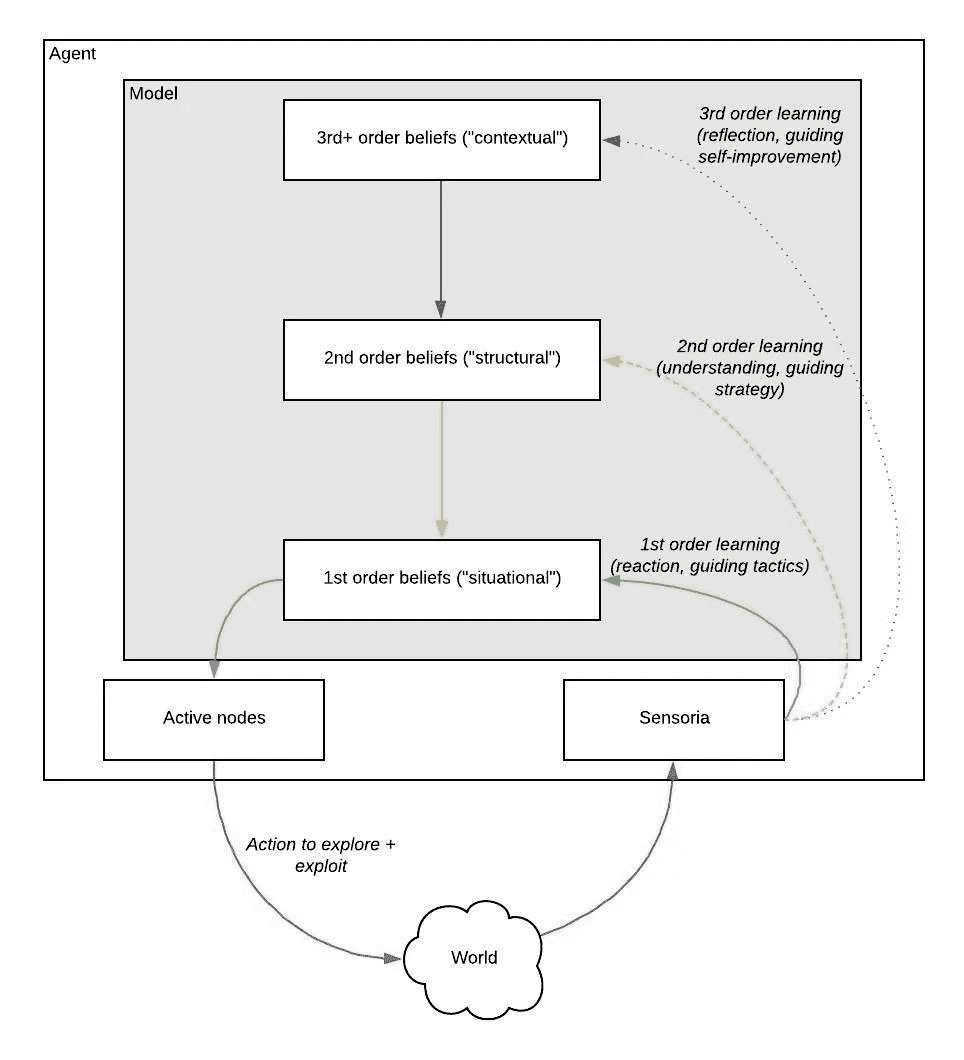 Agent
Model
3rd+ order beliefs ("contextual")
3rd order learning
(reflection, guiding
self-improvement)
2nd order beliefs ("structural")
2nd order learning
(understanding, guiding
strategy)
1st order beliefs ("situational")
1st order learning
(reaction, guiding tactics)
Active nodes
Sensoria
Action to explore +
exploit
World